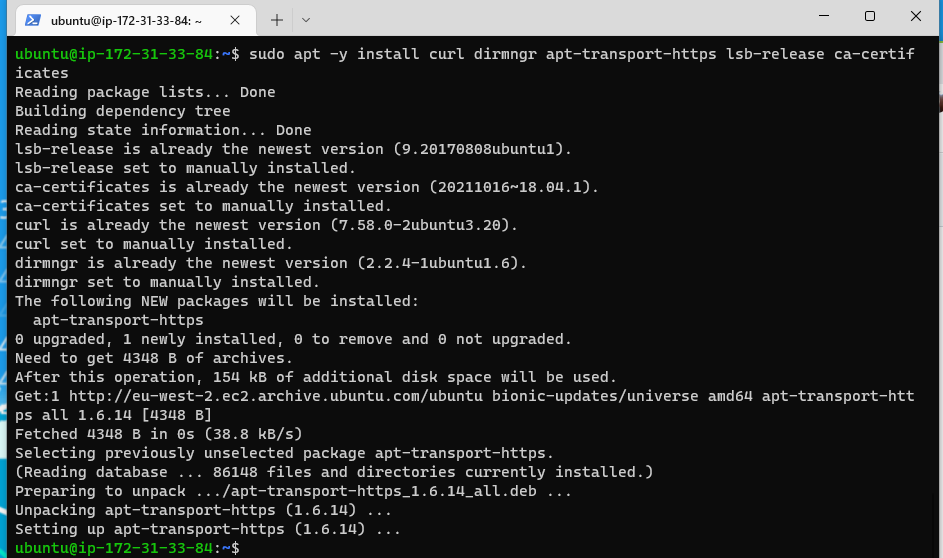 ubuntu@ip-172-31-33-84: ~
ubuntu@ip-172-31-33-84:~$ sudo apt -y install curl dirmngr apt-transport-https lsb-release ca-certif
icates
Reading package lists... Done
Building dependency tree
Reading state information... Done
lsb-release is already the newest version (9.20170808ubuntu1).
lsb-release set to manually installed.
ca-certificates is already the newest version (20211016~18.04.1).
ca-certificates set to manually installed.
curl is already the newest version (7.58.0-2ubuntu3.20).
curl set to manually installed.
dirmngr is already the newest version (2.2.4-1ubuntu1.6).
dirmngr set to manually installed.
The following NEW packages will be installed:
  apt-transport-https
0 upgraded, 1 newly installed, 0 to remove and 0 not upgraded.
Need to get 4348 B of archives.
After this operation, 154 kB of additional disk space will be used.
Get:1 http://eu-west-2.ec2.archive.ubuntu.com/ubuntu bionic-updates/universe amd64 apt-transport-htt
ps all 1.6.14 [4348 B]
Fetched 4348 B in 0s (38.8 kB/s)
Selecting previously unselected package apt-transport-https.
(Reading database ... 86148 files and directories currently installed.)
Preparing to unpack .../apt-transport-https_1.6.14_all.deb ...
Unpacking apt-transport-https (1.6.14) ...
Setting up apt-transport-https (1.6.14) ...
ubuntu@ip-172-31-33-84:~$